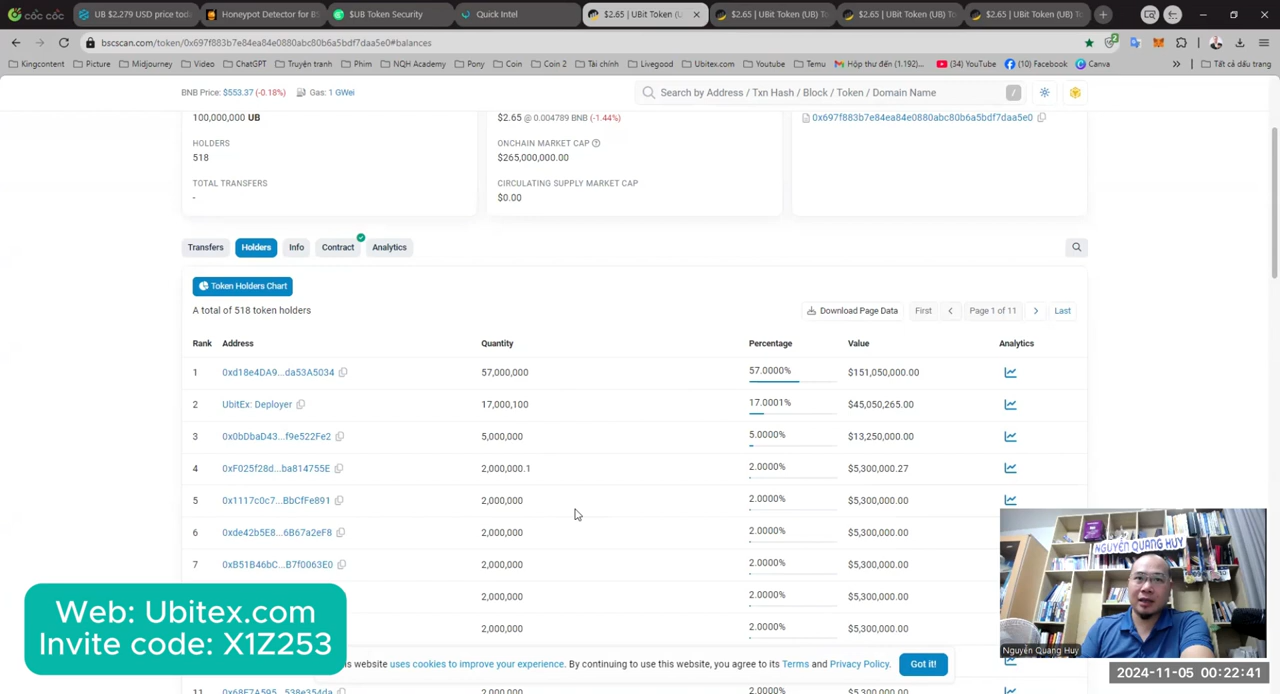 cốc cốc
UB $2.279 USD price toda
Honeypot Detector for BS
$UB Token Security
Quick Intel
$2.65 | UBit Token (U
$2.65 | UBit Token (UB) T
$2.65 | UBit Token (UB) To
$2.65 | UBit Token (UB) To
bscscan.com/token/0x697f883b7e84ea84e0880abc80b6a5bdf7daa5e0#balances
2
Kingcontent
Picture
Midjourney
Video
ChatGPT
Truyện tranh
Phim
NQH Academy
Pony
Coin
Coin 2
Tài chính
Livegood
Ubitex.com
Youtube
Temu
Hộp thư đến (1.192)...
(34) YouTube
(10) Facebook
Canva
»
Tất cả dấu trang
BNB Price: $553.37 (-0.18%)
Gas: 1 GWei
Search by Address / Txn Hash / Block / Token / Domain Name
/
100,000,000 UB
$2.65 @ 0.004789 BNB (-1.44%)
0x697f883b7e84ea84e0880abc80b6a5bdf7daa5e0
HOLDERS
518
ONCHAIN MARKET CAP
$265,000,000.00
TOTAL TRANSFERS
-
CIRCULATING SUPPLY MARKET CAP
$0.00
Transfers
Holders
Info
Contract
Analytics
Token Holders Chart
A total of 518 token holders
Download Page Data
First
Page 1 of 11
Last
Rank Address Quantity Percentage Value Analytics
1 0xd18e4DA9...da53A5034 57,000,000 57.0000% $151,050,000.00
2 UbitEx: Deployer 17,000,100 17.0001% $45,050,265.00
3 0x0bDbaD43...f9e522Fe2 5,000,000 5.0000% $13,250,000.00
4 0xF025f28d...ba814755E 2,000,000.1 2.0000% $5,300,000.27
5 0x1117c0c7...BbCfFe891 2,000,000 2.0000% $5,300,000.00
6 0xde42b5E8...6B67a2eF8 2,000,000 2.0000% $5,300,000.00
7 0xB51B46bC...B7f0063E0 2,000,000 2.0000% $5,300,000.00
2,000,000 2.0000% $5,300,000.00
2,000,000 2.0000% $5,300,000.00
NGUYỄN QUANG HUY
Nguyễn Quang Huy
Web: Ubitex.com
Invite code: X1Z253
is website uses cookies to improve your experience. By continuing to use this website, you agree to its Terms and Privacy Policy.
Got it!
2024-11-05 00:22:41
11 0x68F7A595...538e354da 2,000,000 2.0000% $5,300,000.00